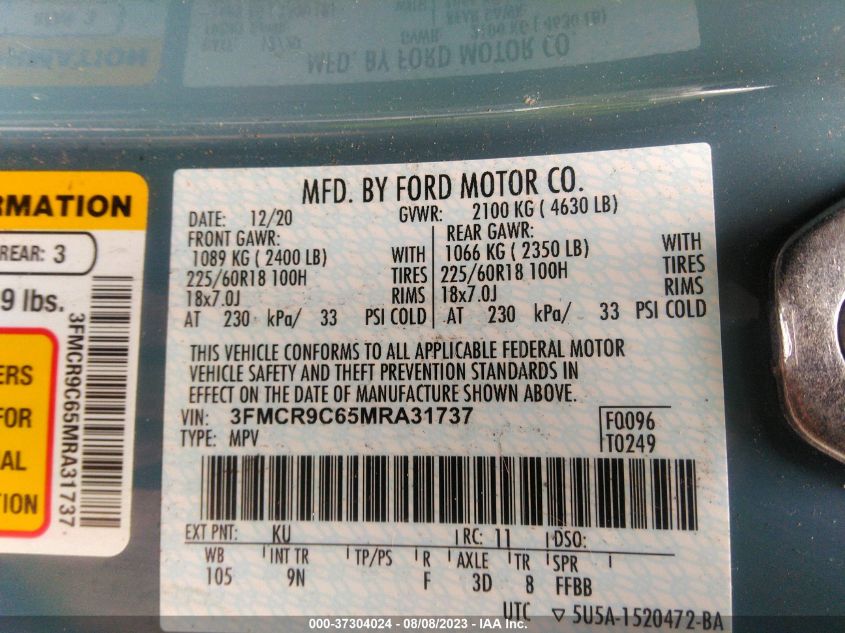 MFD. BY FORD MOTOR CO.
DATE: 12/20 GVWR: 2100 KG ( 4630 LB)
FRONT GAWR: REAR GAWR:
1089 KG ( 2400 LB) WITH 1066 KG ( 2350 LB) WITH
225/60R18 100H TIRES 225/60R18 100H TIRES
18x7.0J RIMS 18x7.0J RIMS
AT 230 kPa/ 33 PSI COLD AT 230 kPa/ 33 PSI COLD
THIS VEHICLE CONFORMS TO ALL APPLICABLE FEDERAL MOTOR
VEHICLE SAFETY AND THEFT PREVENTION STANDARDS IN
EFFECT ON THE DATE OF MANUFACTURE SHOWN ABOVE.
VIN: 3FMCR9C65MRA31737 F0096
TYPE: MPV T0249
EXT PNT: KU RC: 11 DSO:
WB INT TR TP/PS R AXLE TR SPR
105 9N F 3D 8 FFBB
UTC ▽ 5U5A-1520472-BA
RMATION
REAR: 3
9 lbs.
3FMCR9C65MRA31737
ERS
FOR
AL
TION
000-37304024 - 08/08/2023 - IAA Inc.